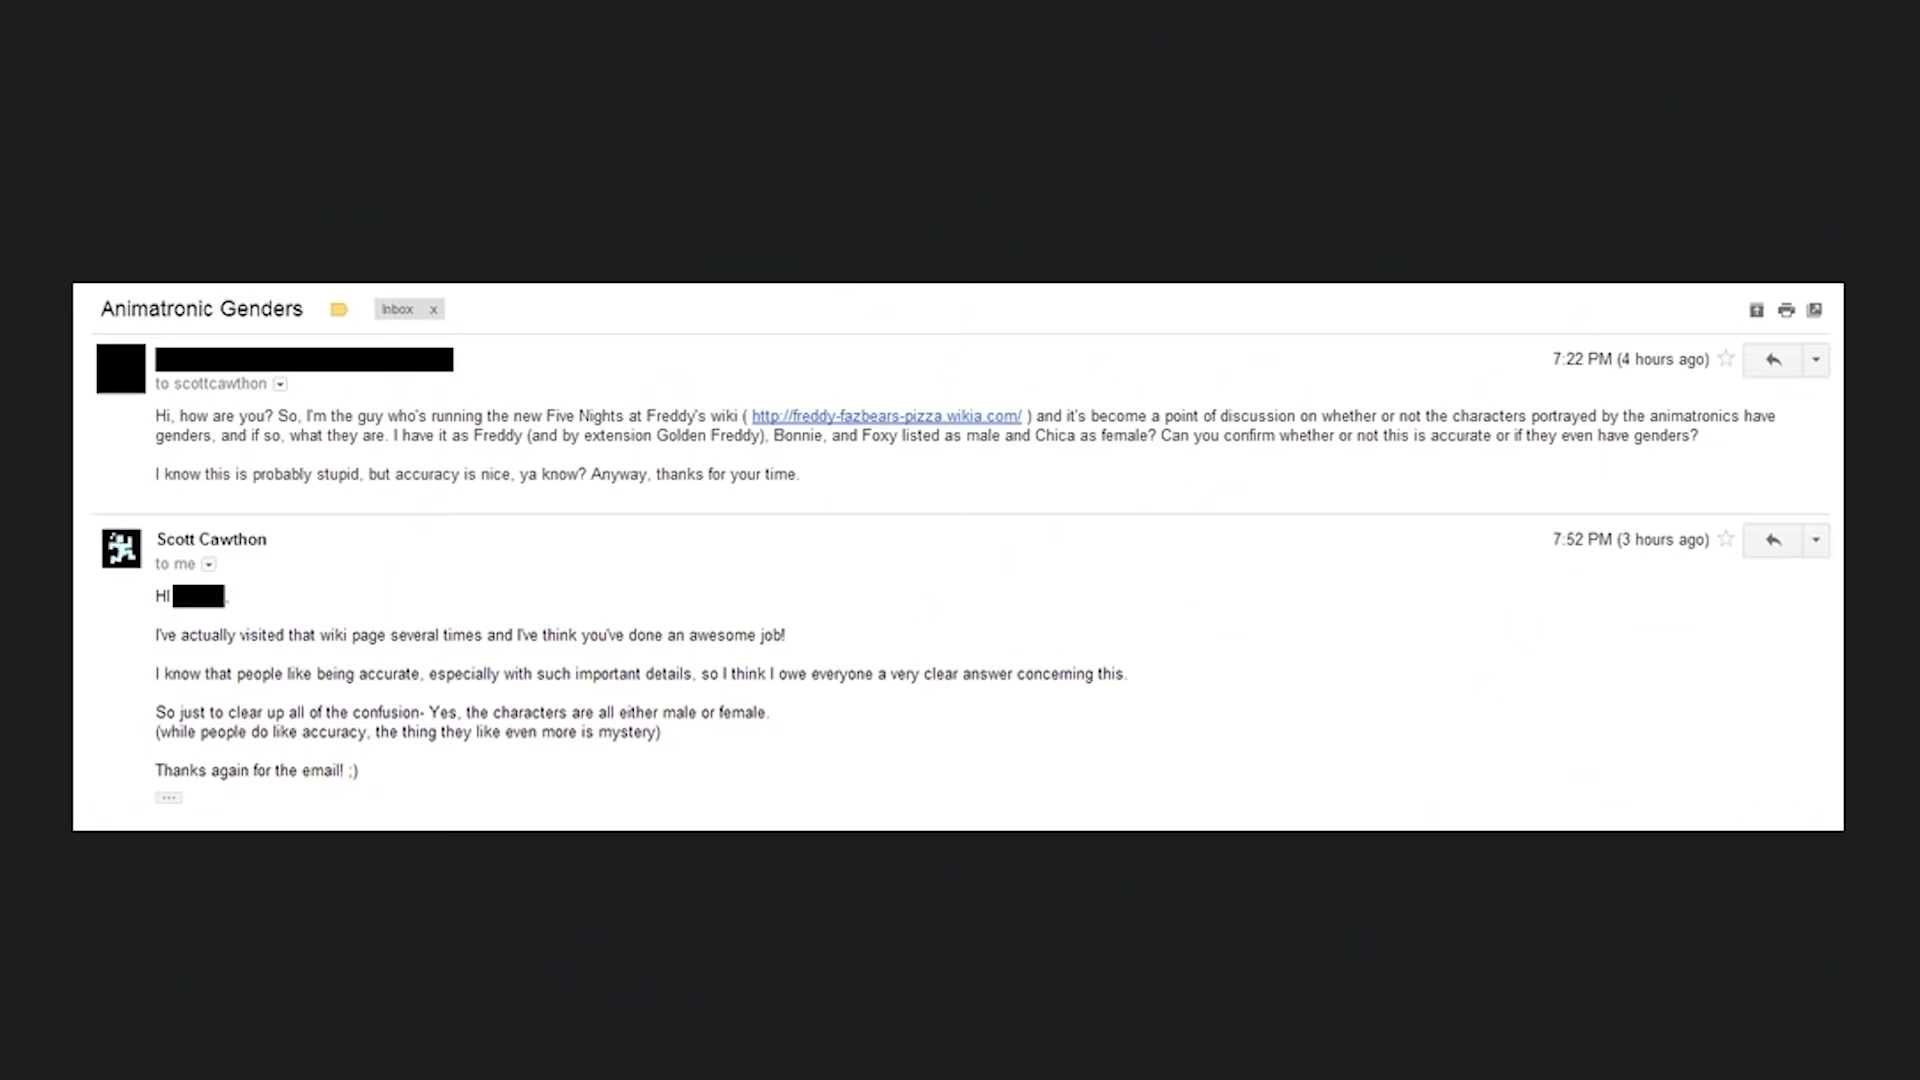 Animatronic Genders
Inbox x
7:22 PM (4 hours ago)
to scottcawthon
Hi, how are you? So, I'm the guy who's running the new Five Nights at Freddy's wiki ( http://freddy-fazbears-pizza.wikia.com/ ) and it's become a point of discussion on whether or not the characters portrayed by the animatronics have
genders, and if so, what they are. I have it as Freddy (and by extension Golden Freddy), Bonnie, and Foxy listed as male and Chica as female? Can you confirm whether or not this is accurate or if they even have genders?
I know this is probably stupid, but accuracy is nice, ya know? Anyway, thanks for your time.
Scott Cawthon
7:52 PM (3 hours ago)
to me
HI
I've actually visited that wiki page several times and I've think you've done an awesome job!
I know that people like being accurate, especially with such important details, so I think I owe everyone a very clear answer concerning this.
So just to clear up all of the confusion- Yes, the characters are all either male or female.
(while people do like accuracy, the thing they like even more is mystery)
Thanks again for the email! ;)